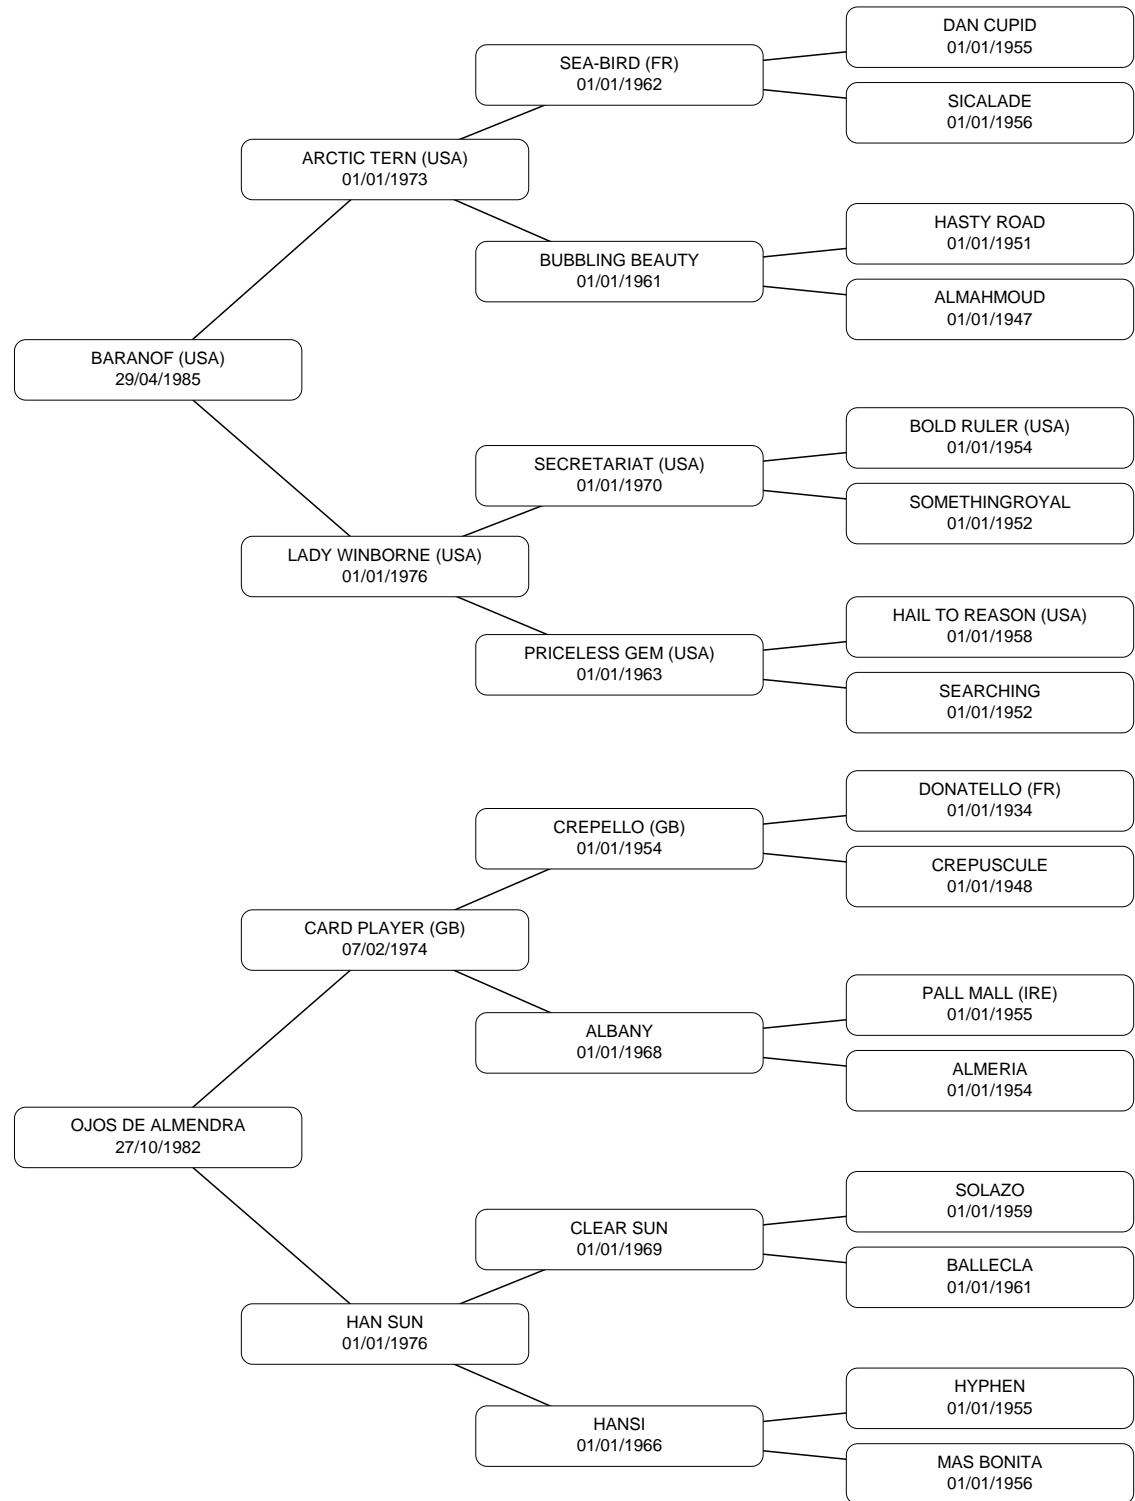 DAN CUPID
01/01/1955
SEA-BIRD (FR)
01/01/1962
SICALADE
01/01/1956
ARCTIC TERN (USA)
01/01/1973
HASTY ROAD
01/01/1951
BUBBLING BEAUTY
01/01/1961
ALMAHMOUD
01/01/1947
BARANOF (USA)
29/04/1985
BOLD RULER (USA)
01/01/1954
SECRETARIAT (USA)
01/01/1970
SOMETHINGROYAL
01/01/1952
LADY WINBORNE (USA)
01/01/1976
HAIL TO REASON (USA)
01/01/1958
PRICELESS GEM (USA)
01/01/1963
SEARCHING
01/01/1952
DONATELLO (FR)
01/01/1934
CREPELLO (GB)
01/01/1954
CREPUSCULE
01/01/1948
CARD PLAYER (GB)
07/02/1974
PALL MALL (IRE)
01/01/1955
ALBANY
01/01/1968
ALMERIA
01/01/1954
OJOS DE ALMENDRA
27/10/1982
SOLAZO
01/01/1959
CLEAR SUN
01/01/1969
BALLECLA
01/01/1961
HAN SUN
01/01/1976
HYPHEN
01/01/1955
HANSI
01/01/1966
MAS BONITA
01/01/1956